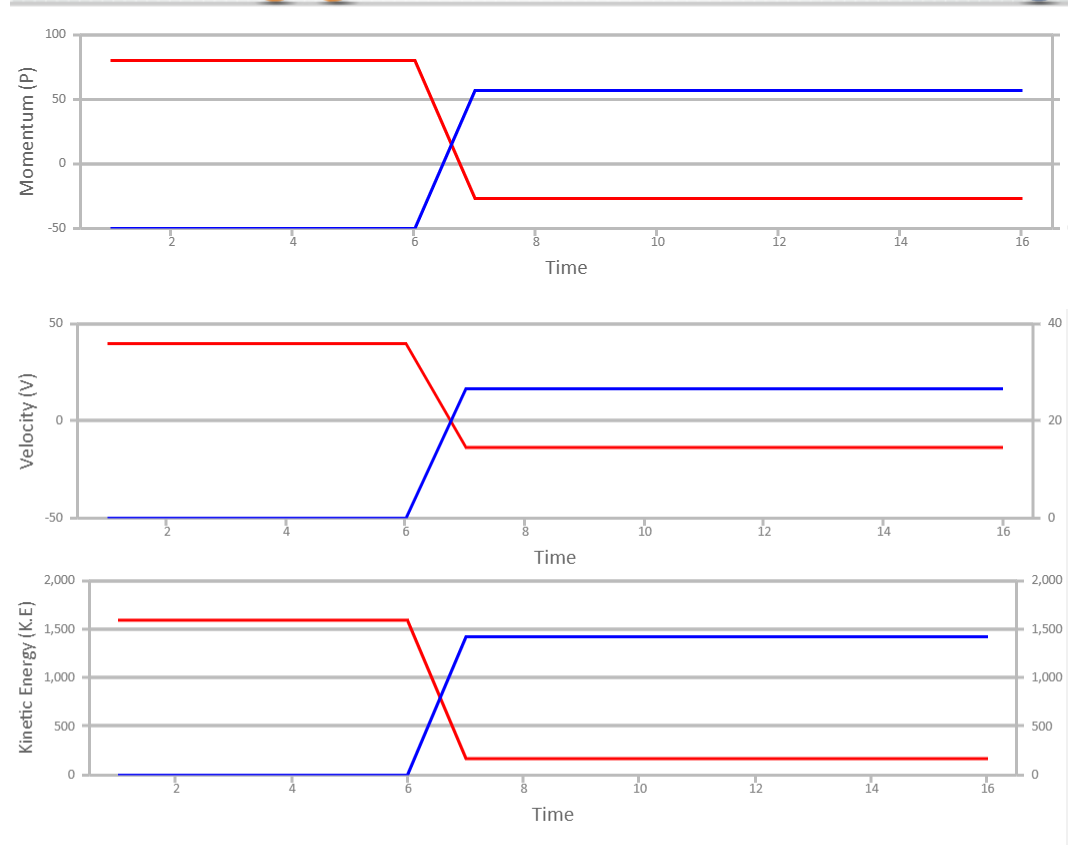 100
50
0
-50
Momentum (P)
2 4 6 8 10 12 14 16
Time
50 40
0 20
-50 0
Velocity (V)
2 4 6 8 10 12 14 16
Time
2,000 2,000
1,500 1,500
1,000 1,000
500 500
0 0
Kinetic Energy (K.E)
2 4 6 8 10 12 14 16
Time